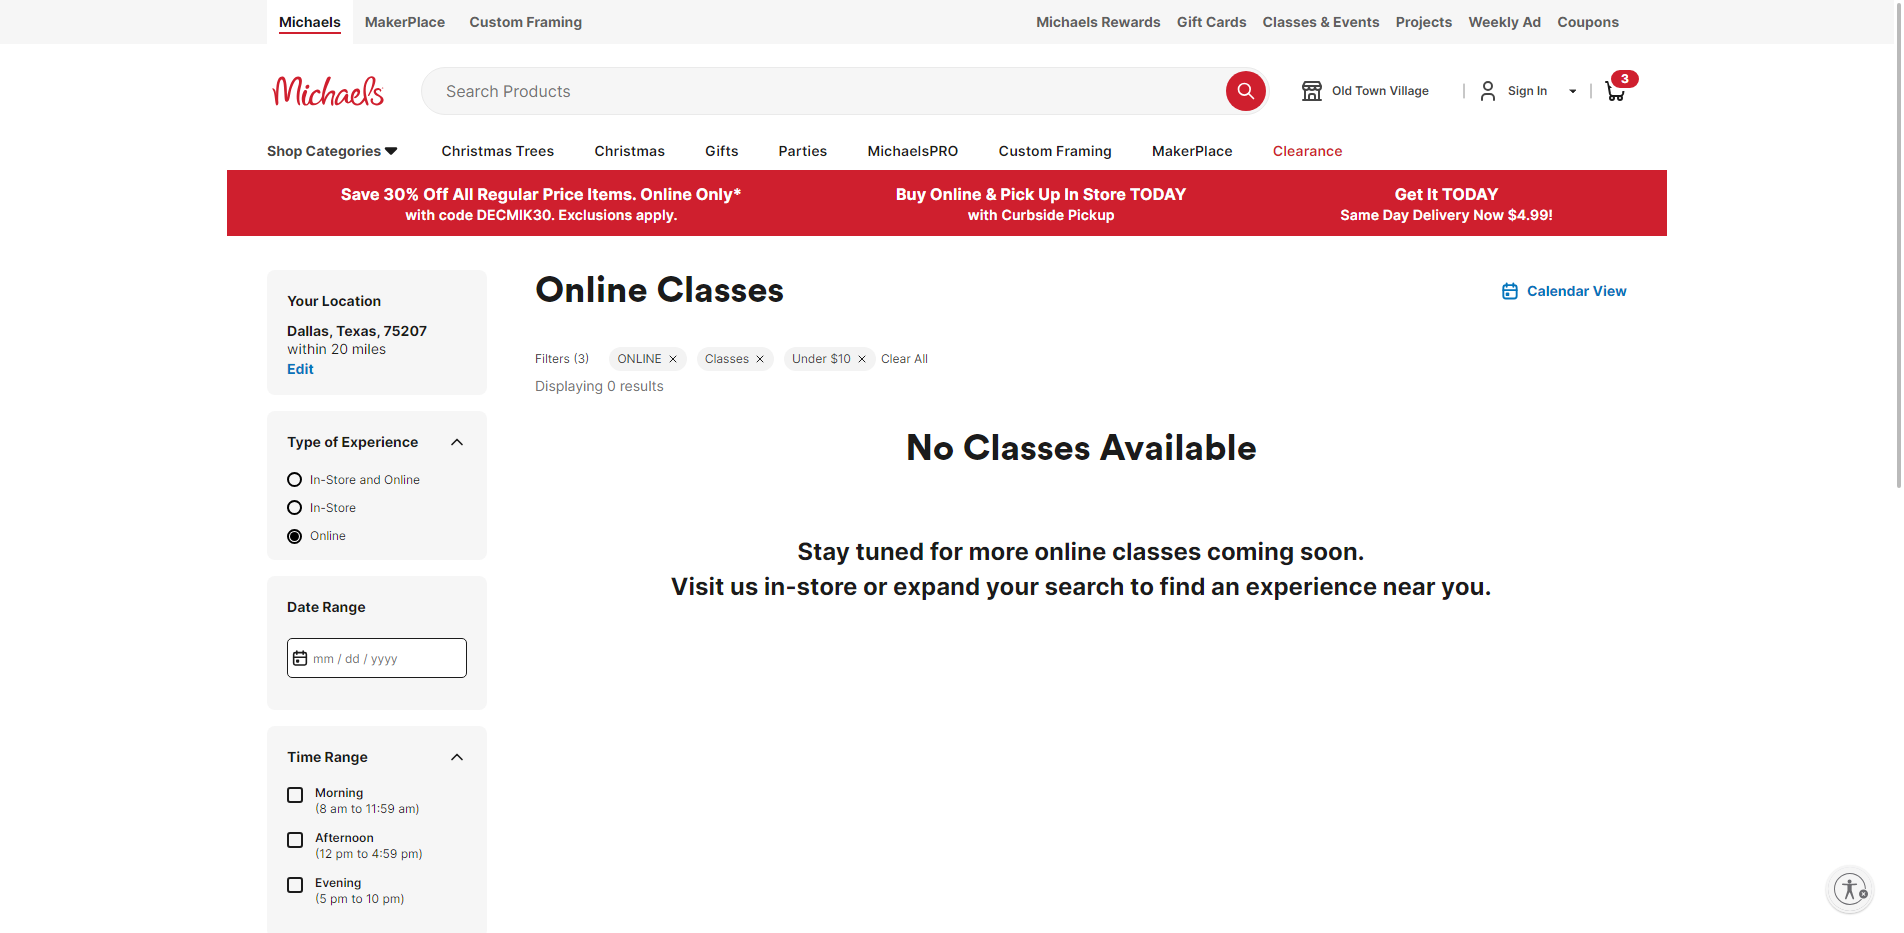 Michaels
MakerPlace
Custom Framing
Michaels Rewards
Gift Cards
Classes & Events
Projects
Weekly Ad
Coupons
Michaels
Search Products
Old Town Village
Sign In
3
Shop Categories
Christmas Trees
Christmas
Gifts
Parties
MichaelsPRO
Custom Framing
MakerPlace
Clearance
Save 30% Off All Regular Price Items. Online Only*
with code DECMIK30. Exclusions apply.
Buy Online & Pick Up In Store TODAY
with Curbside Pickup
Get It TODAY
Same Day Delivery Now $4.99!
Your Location
Dallas, Texas, 75207
within 20 miles
Edit
Type of Experience
In-Store and Online
In-Store
Online
Date Range
mm / dd / yyyy
Time Range
Morning
(8 am to 11:59 am)
Afternoon
(12 pm to 4:59 pm)
Evening
(5 pm to 10 pm)
Online Classes
Calendar View
Filters (3)
ONLINE
Classes
Under $10
Clear All
Displaying 0 results
No Classes Available
Stay tuned for more online classes coming soon.
Visit us in-store or expand your search to find an experience near you.